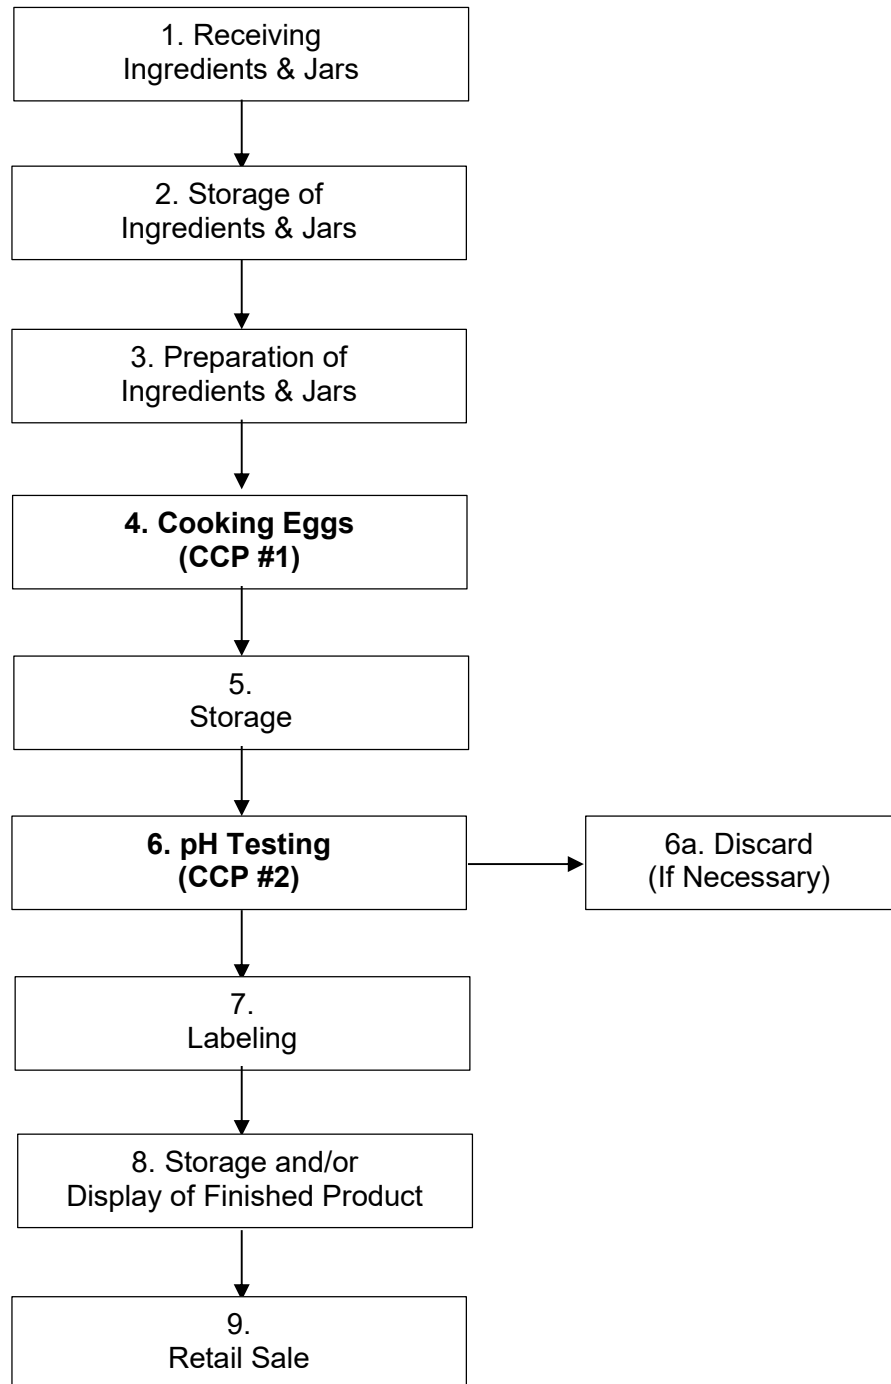 1. Receiving
Ingredients & Jars
2. Storage of
Ingredients & Jars
3. Preparation of
Ingredients & Jars
4. Cooking Eggs
(CCP #1)
5.
Storage
6. pH Testing
(CCP #2)
6a. Discard
(If Necessary)
7.
Labeling
8. Storage and/or
Display of Finished Product
9.
Retail Sale